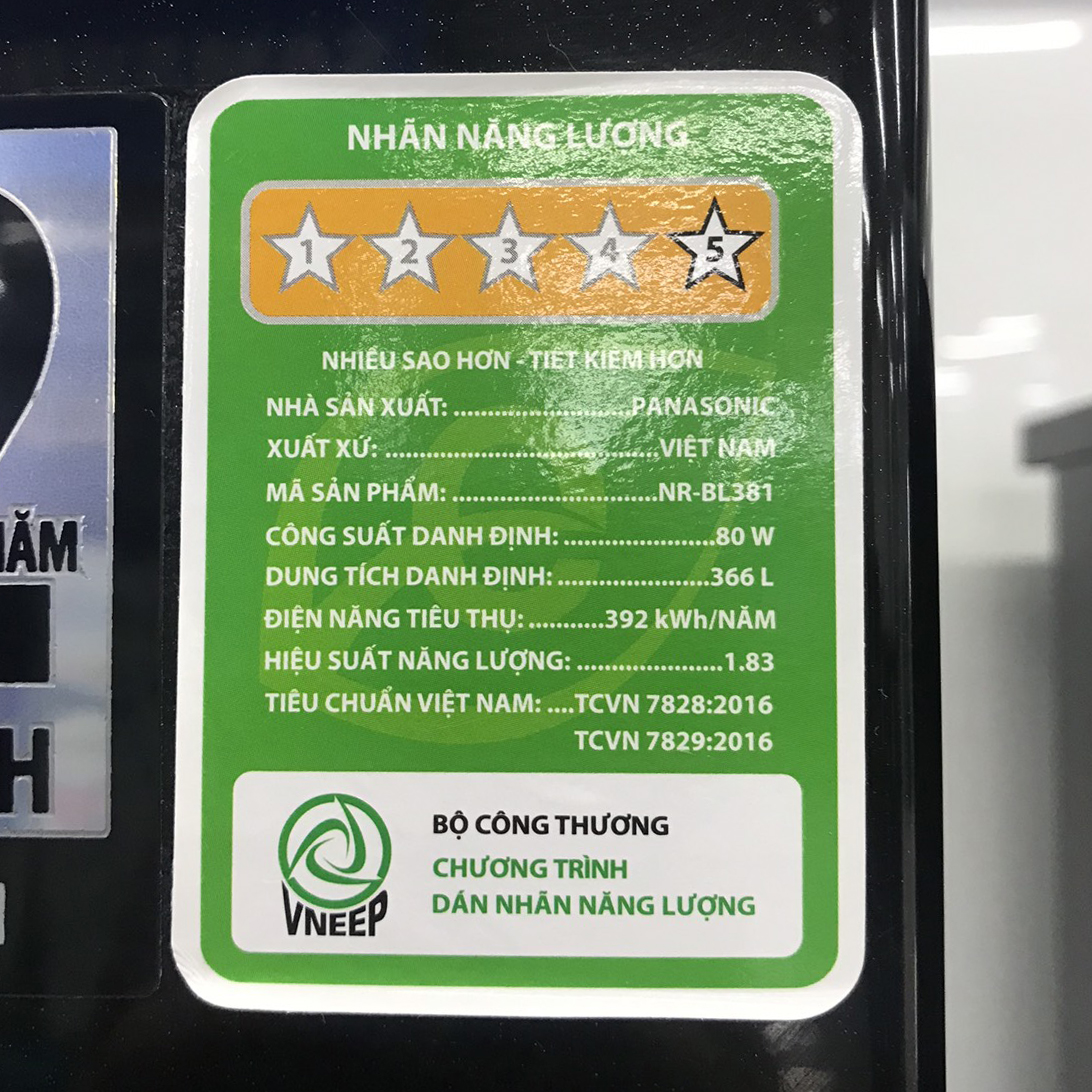 NHÃN NĂNG LƯỢNG
1 2 3 4 5
NHIỀU SAO HƠN - TIẾT KIỆM HƠN
NHÀ SẢN XUẤT: ............................PANASONIC
XUẤT XỨ: ..........................................VIỆT NAM
MÃ SẢN PHẨM: ...............................NR-BL381
CÔNG SUẤT DANH ĐỊNH: .......................80 W
DUNG TÍCH DANH ĐỊNH: .......................366 L
ĐIỆN NĂNG TIÊU THỤ: ...........392 kWh/NĂM
HIỆU SUẤT NĂNG LƯỢNG: ......................1.83
TIÊU CHUẨN VIỆT NAM: ....TCVN 7828:2016
TCVN 7829:2016
BỘ CÔNG THƯƠNG
CHƯƠNG TRÌNH
DÁN NHÃN NĂNG LƯỢNG
VNEEP
NĂM
H